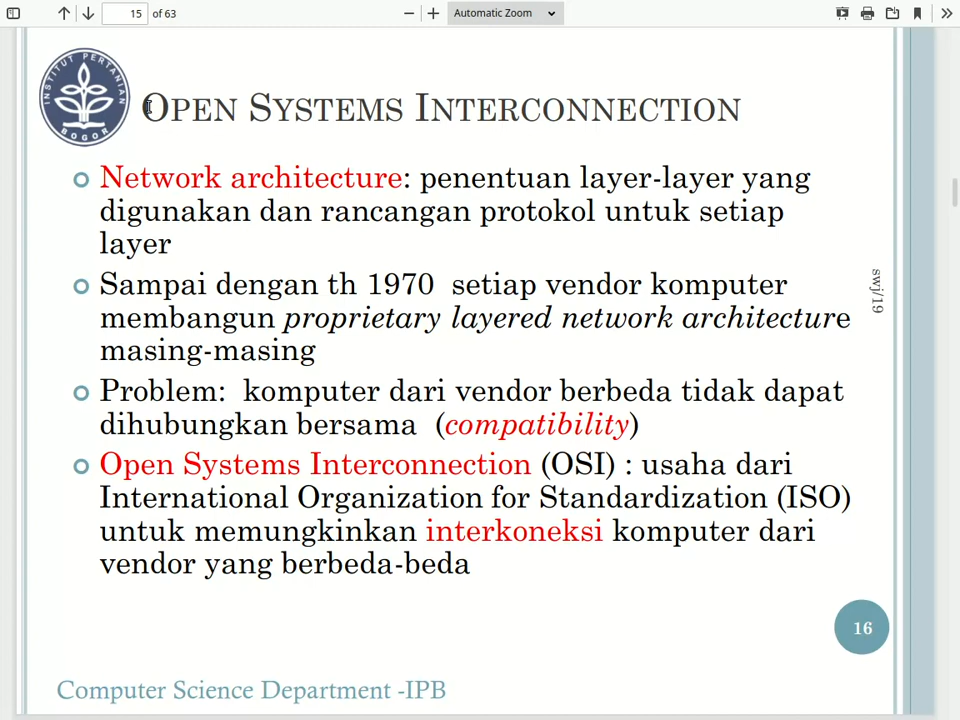 15 of 63 Automatic Zoom
INSTITUT PERTANIAN
BOGOR
OPEN SYSTEMS INTERCONNECTION
Network architecture: penentuan layer-layer yang
digunakan dan rancangan protokol untuk setiap
layer
Sampai dengan th 1970 setiap vendor komputer
membangun proprietary layered network architecture
masing-masing
Problem: komputer dari vendor berbeda tidak dapat
dihubungkan bersama (compatibility)
Open Systems Interconnection (OSI) : usaha dari
International Organization for Standardization (ISO)
untuk memungkinkan interkoneksi komputer dari
vendor yang berbeda-beda
swj/19
16
Computer Science Department -IPB